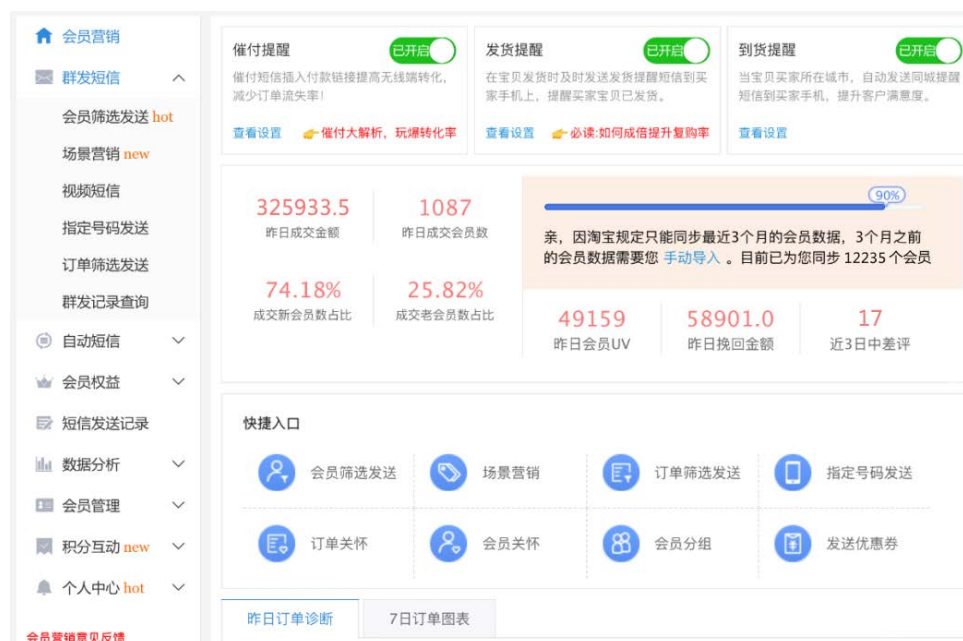 会员营销
群发短信
会员筛选发送 hot
场景营销 new
视频短信
指定号码发送
订单筛选发送
群发记录查询
自动短信
会员权益
短信发送记录
数据分析
会员管理
积分互动 new
个人中心 hot
会员营销意见反馈
催付提醒
已开启
催付短信插入付款链接提高无线端转化，
减少订单流失率！
查看设置 催付大解析，玩爆转化率
发货提醒
已开启
在宝贝发货时及时发送发货提醒短信到买
家手机上，提醒买家宝贝已发货。
查看设置 必读:如何成倍提升复购率
到货提醒
已开启
当宝贝买家所在城市，自动发送同城提醒
短信到买家手机，提升客户满意度。
查看设置
325933.5
昨日成交金额
1087
昨日成交会员数
74.18%
成交新会员数占比
25.82%
成交老会员数占比
90%
亲，因淘宝规定只能同步最近3个月的会员数据，3个月之前
的会员数据需要您 手动导入 。目前已为您同步 12235 个会员
49159
昨日会员UV
58901.0
昨日挽回金额
17
近3日中差评
快捷入口
会员筛选发送
场景营销
订单筛选发送
指定号码发送
订单关怀
会员关怀
会员分组
发送优惠券
昨日订单诊断
7日订单图表